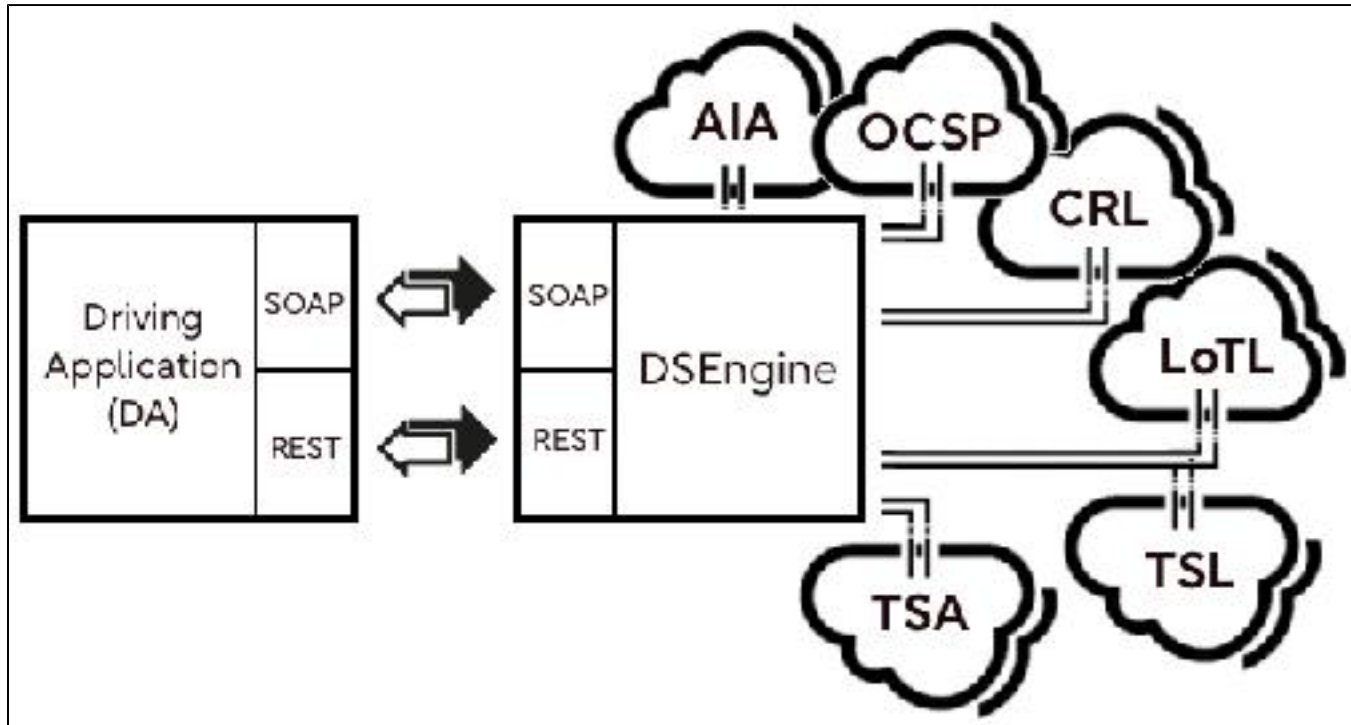 AIA
OCSP
CRL
LoTL
TSL
TSA
Driving
Application
(DA)
SOAP
REST
SOAP
REST
DSEngine